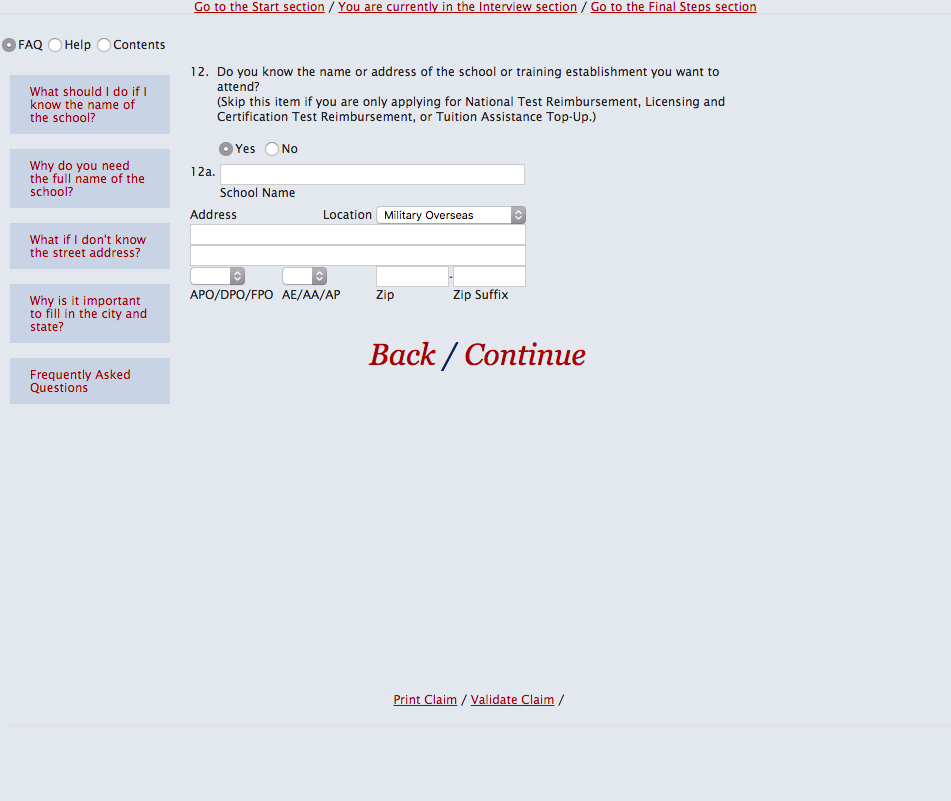 Go to the Start section / You are currently in the Interview section / Go to the Final Steps section
FAQ Help Contents
What should I do if I
know the name of
the school?
Why do you need
the full name of the
school?
What if I don't know
the street address?
Why is it important
to fill in the city and
state?
Frequently Asked
Questions
12. Do you know the name or address of the school or training establishment you want to
attend?
(Skip this item if you are only applying for National Test Reimbursement, Licensing and
Certification Test Reimbursement, or Tuition Assistance Top-Up.)
Yes No
12a.
School Name
Address Location Military Overseas
-
APO/DPO/FPO AE/AA/AP Zip Zip Suffix
Back / Continue
Print Claim / Validate Claim /